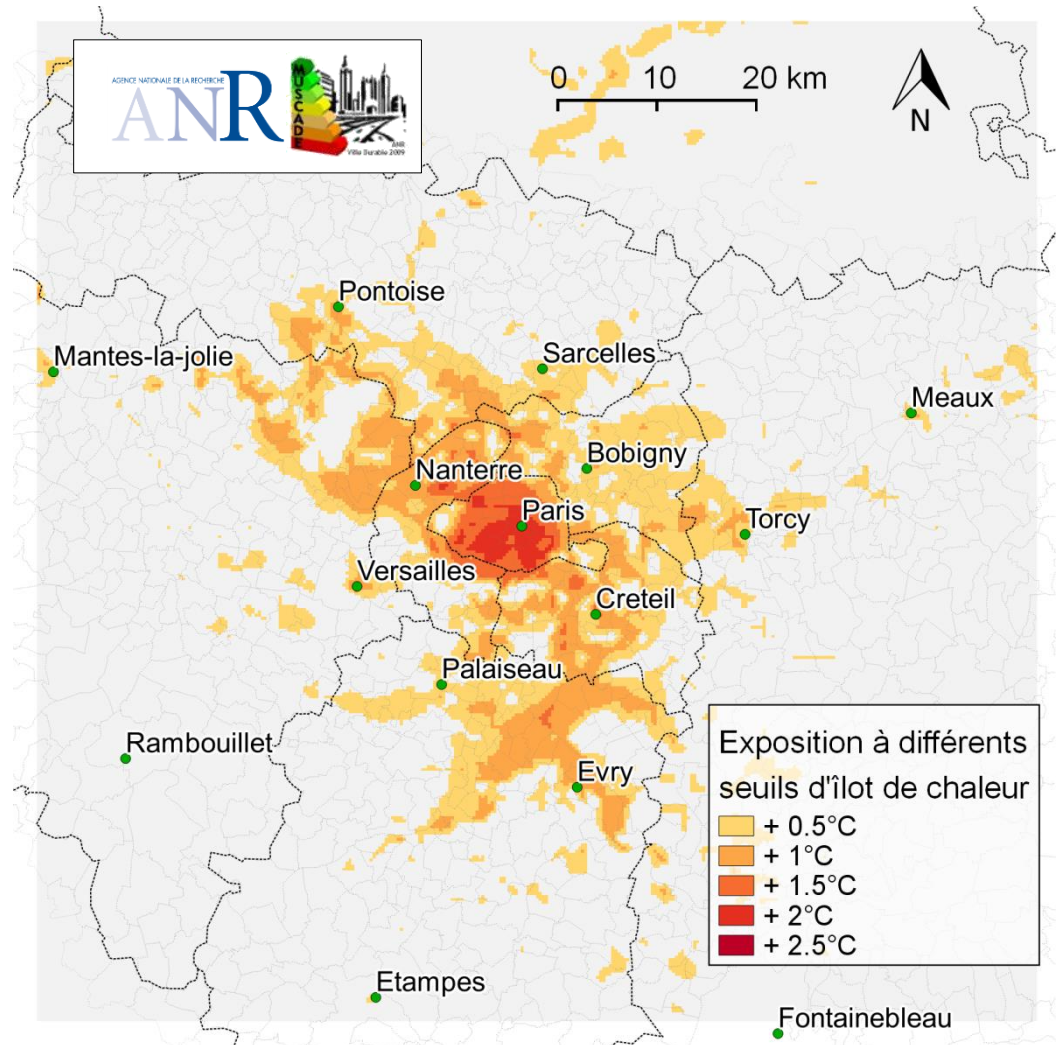 AGENCE NATIONALE DE LA RECHERCHE
ANR
MUSCADE
ANR
Ville Durable 2009
0 10 20 km
N
Pontoise
Mantes-la-jolie
Sarcelles
Meaux
Bobigny
Nanterre
Paris
Torcy
Versailles
Creteil
Palaiseau
Rambouillet
Evry
Exposition à différents
seuils d'îlot de chaleur
+ 0.5°C
+ 1°C
+ 1.5°C
+ 2°C
+ 2.5°C
Etampes
Fontainebleau